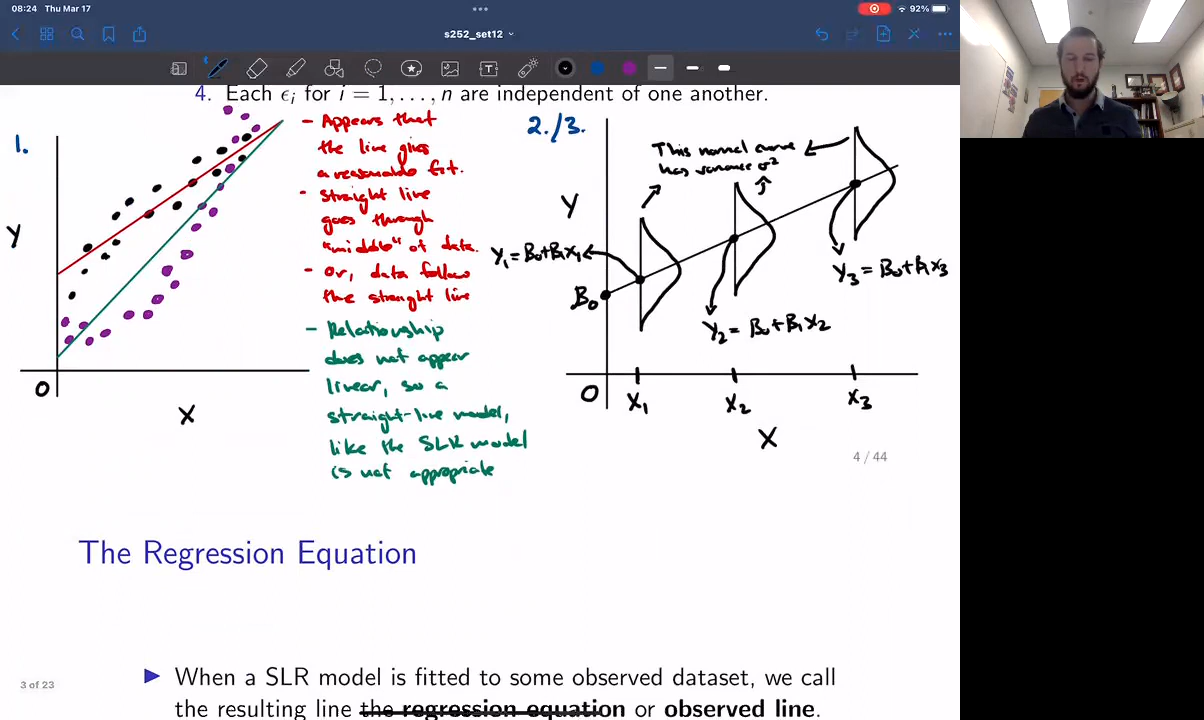 08:24 Thu Mar 17
92%
s252_set12
4. Each ϵᵢ for i = 1, . . . , n are independent of one another.
1.
Y
O
X
- Appears that
the line gives
a reasonable fit.
- Straight line
goes through
"middle" of data.
- Or, data follow
the straight line
- Relationship
does not appear
linear, so a
straight-line model,
like the SLR model
is not appropriate
2./3.
This normal curve
has variance σ²
Y
Y₁ = B₀+B₁X₁
B₀
Y₂ = B₀+B₁X₂
Y₃ = B₀+B₁X₃
O
X₁ X₂ X₃
X
4 / 44
The Regression Equation
3 of 23
▶ When a SLR model is fitted to some observed dataset, we call
the resulting line the regression equation or observed line.